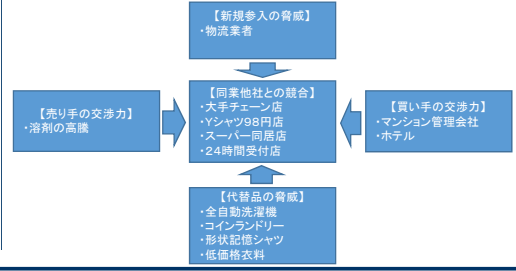 【新規参入の脅威】
・物流業者
【同業他社との競合】
・大手チェーン店
・Yシャツ98円店
・スーパー同居店
・24時間受付店
【売り手の交渉力】
・溶剤の高騰
【買い手の交渉力】
・マンション管理会社
・ホテル
【代替品の脅威】
・全自動洗濯機
・コインランドリー
・形状記憶シャツ
・低価格衣料